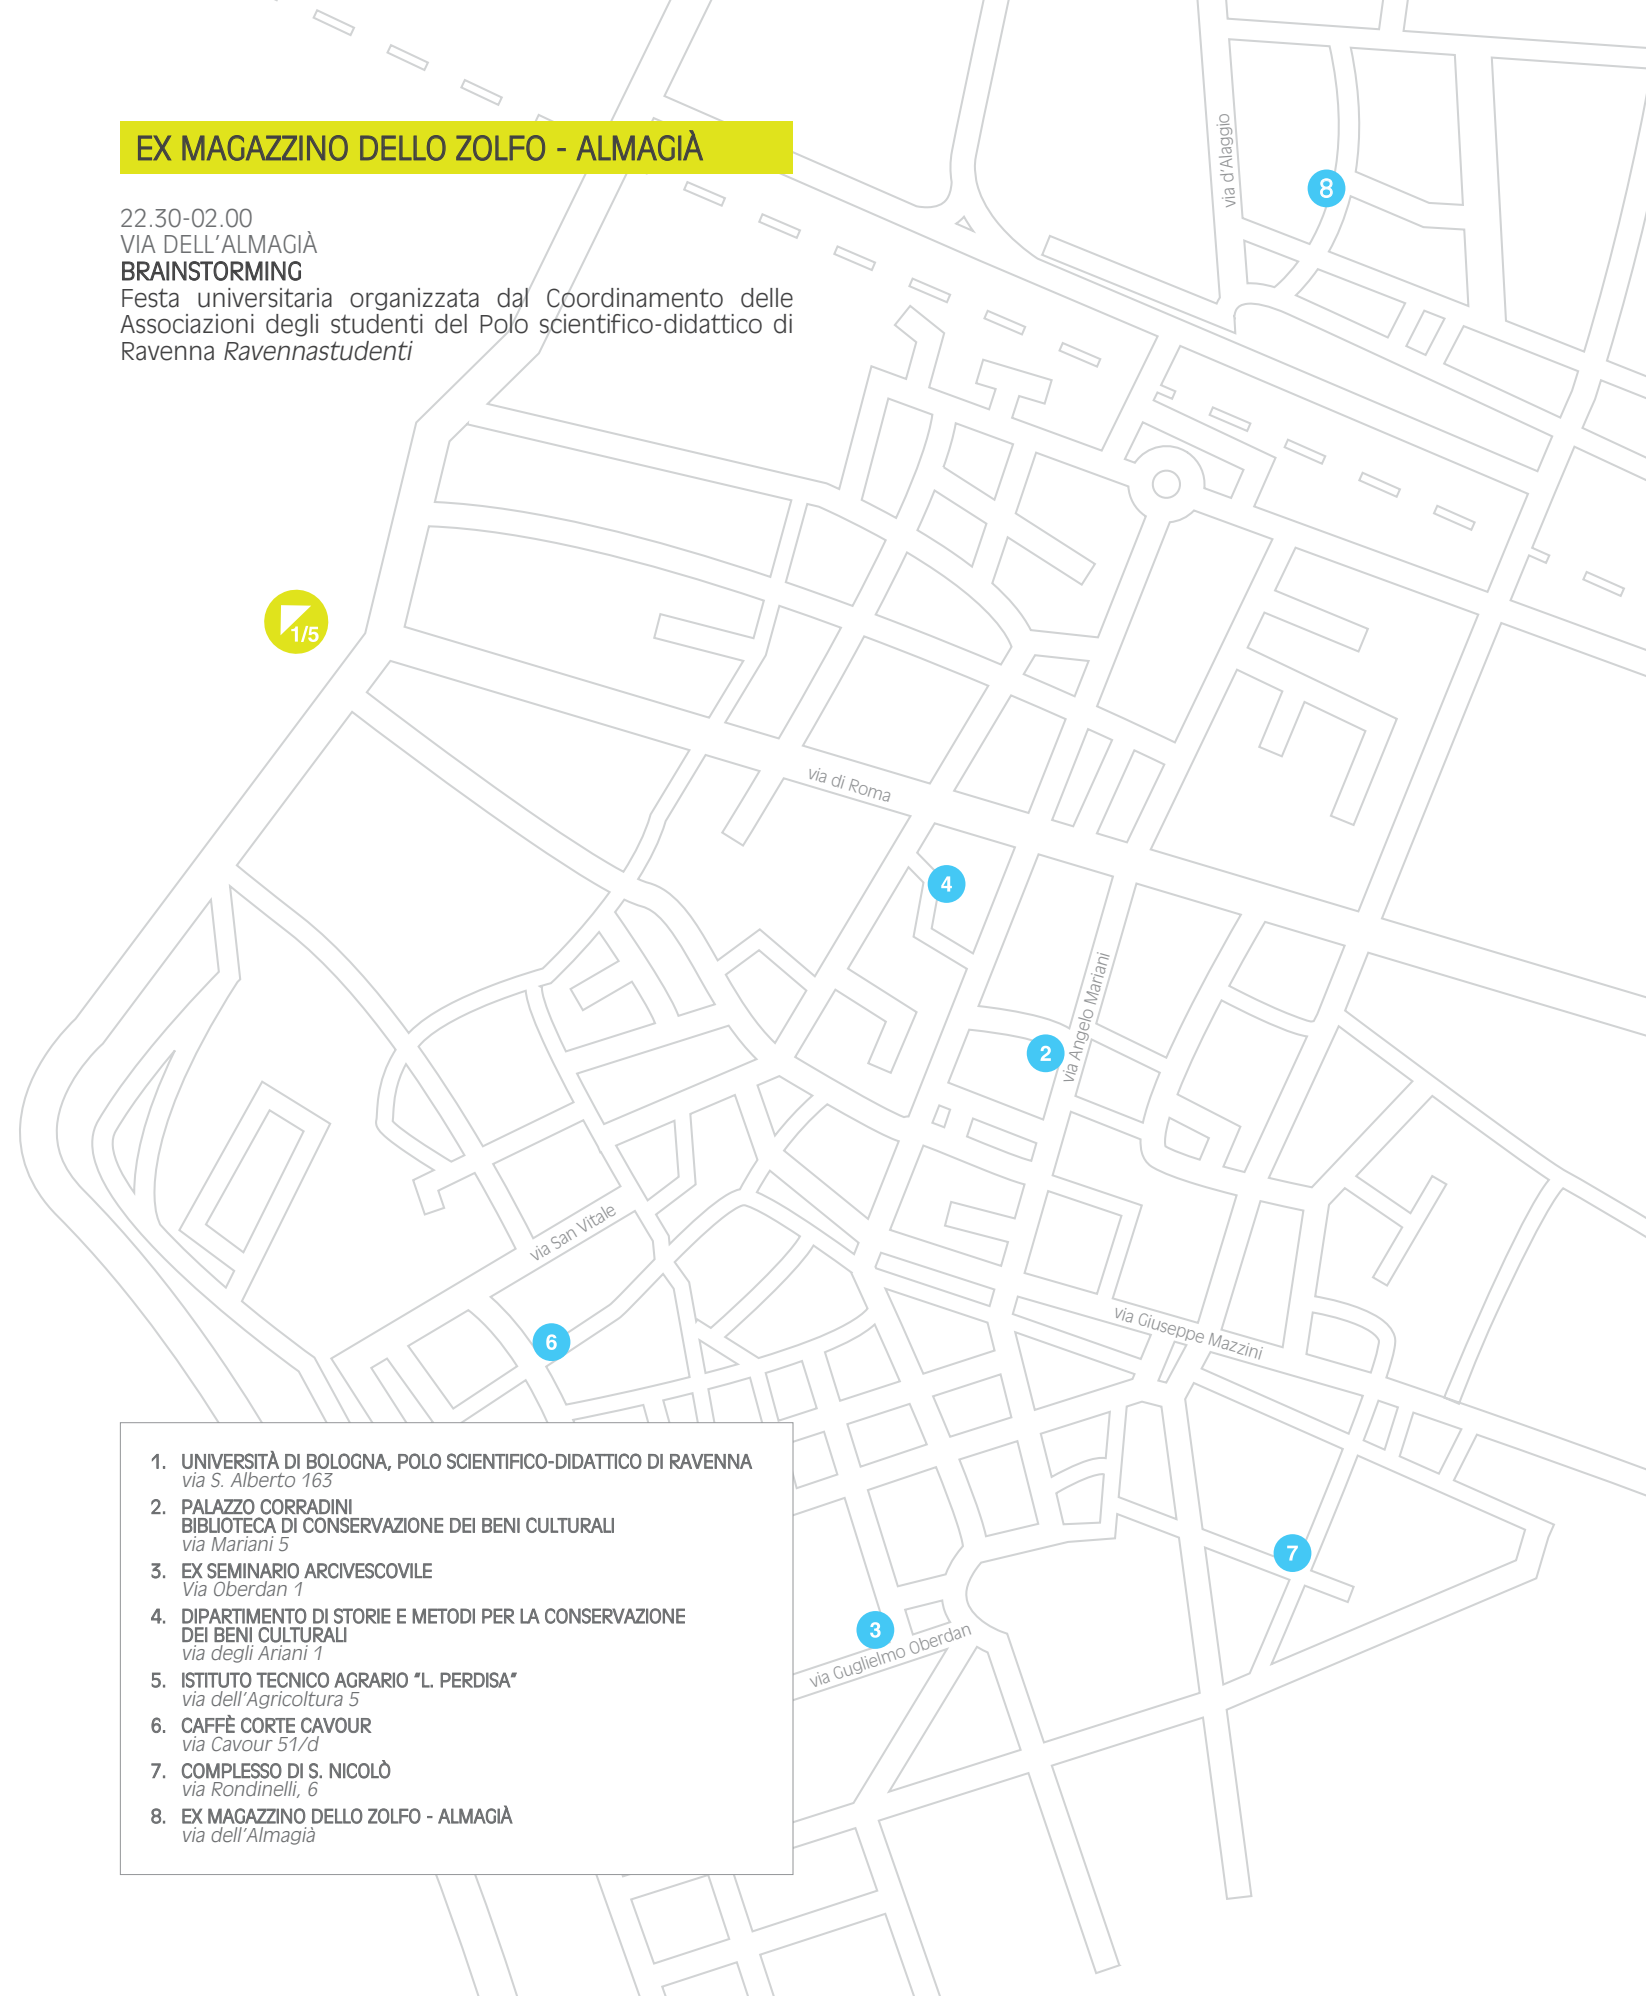 EX MAGAZZINO DELLO ZOLFO - ALMAGIÀ
22.30-02.00
VIA DELL'ALMAGIÀ
BRAINSTORMING
Festa universitaria organizzata dal Coordinamento delle
Associazioni degli studenti del Polo scientifico-didattico di
Ravenna Ravennastudenti
via d'Alaggio
8
1/5
via di Roma
4
via Angelo Mariani
2
via San Vitale
6
via Giuseppe Mazzini
7
3
via Guglielmo Oberdan
1. UNIVERSITÀ DI BOLOGNA, POLO SCIENTIFICO-DIDATTICO DI RAVENNA
via S. Alberto 163
2. PALAZZO CORRADINI
BIBLIOTECA DI CONSERVAZIONE DEI BENI CULTURALI
via Mariani 5
3. EX SEMINARIO ARCIVESCOVILE
Via Oberdan 1
4. DIPARTIMENTO DI STORIE E METODI PER LA CONSERVAZIONE
DEI BENI CULTURALI
via degli Ariani 1
5. ISTITUTO TECNICO AGRARIO "L. PERDISA"
via dell'Agricoltura 5
6. CAFFÈ CORTE CAVOUR
via Cavour 51/d
7. COMPLESSO DI S. NICOLÒ
via Rondinelli, 6
8. EX MAGAZZINO DELLO ZOLFO - ALMAGIÀ
via dell'Almagià